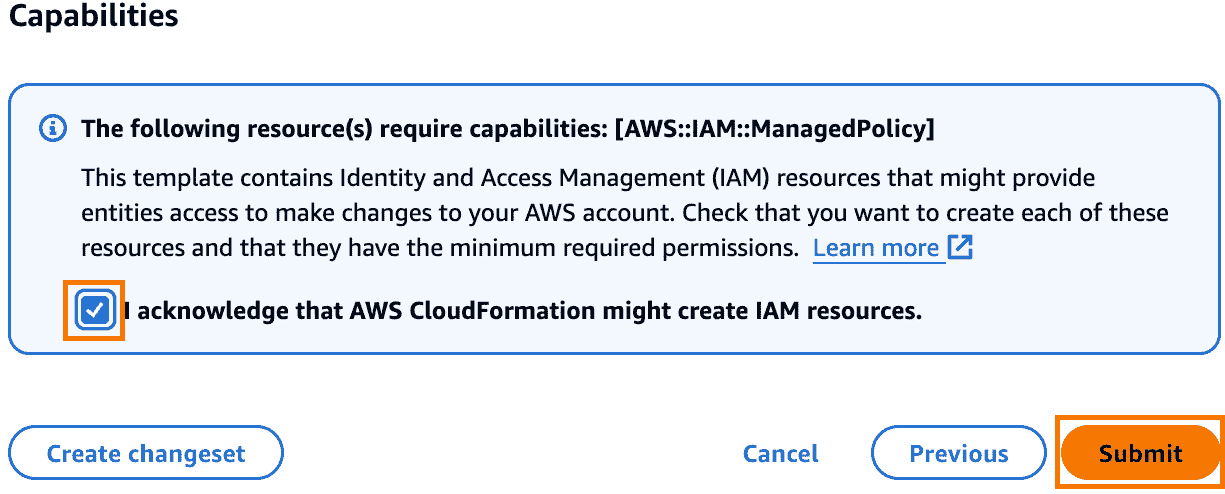 Capabilities
The following resource(s) require capabilities: [AWS::IAM::ManagedPolicy]
This template contains Identity and Access Management (IAM) resources that might provide
entities access to make changes to your AWS account. Check that you want to create each of these
resources and that they have the minimum required permissions. Learn more
I acknowledge that AWS CloudFormation might create IAM resources.
Create changeset Cancel Previous Submit